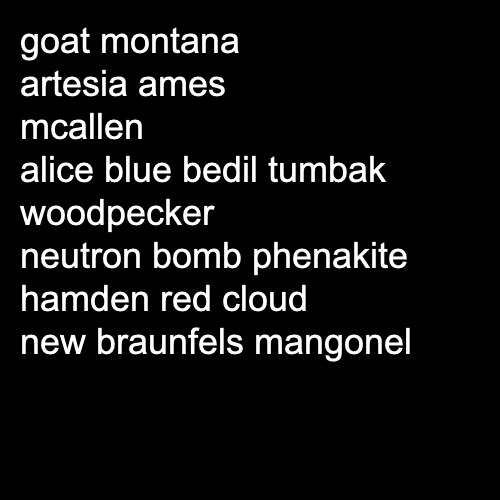 goat montana
artesia ames
mcallen
alice blue bedil tumbak
woodpecker
neutron bomb phenakite
hamden red cloud
new braunfels mangonel